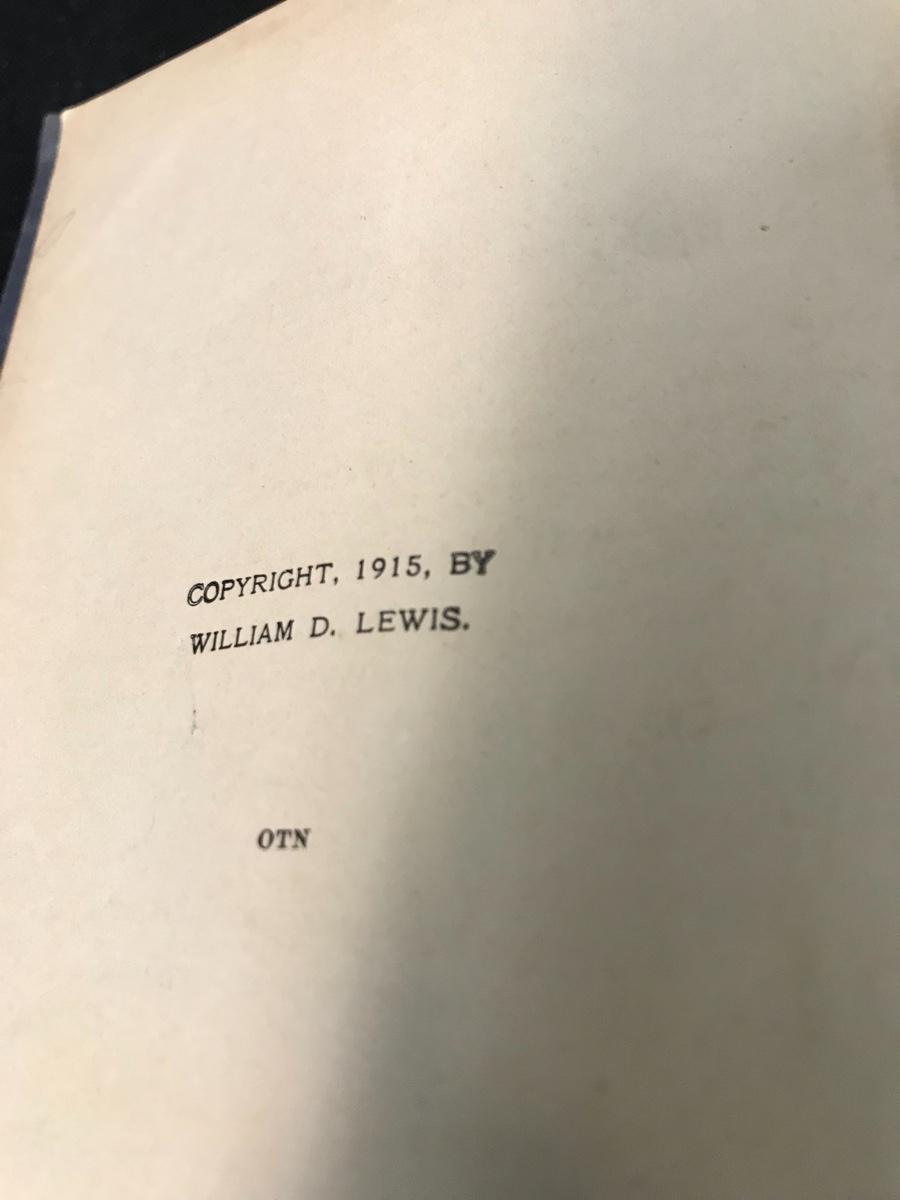 COPYRIGHT, 1915, BY
WILLIAM D. LEWIS.
OTN